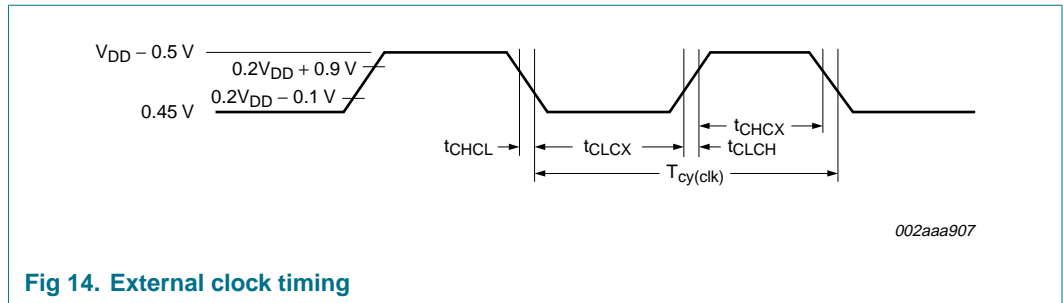 V_DD − 0.5 V
0.2V_DD + 0.9 V
0.2V_DD − 0.1 V
0.45 V
t_CHCX
t_CHCL
t_CLCX
t_CLCH
T_cy(clk)
002aaa907
Fig 14. External clock timing